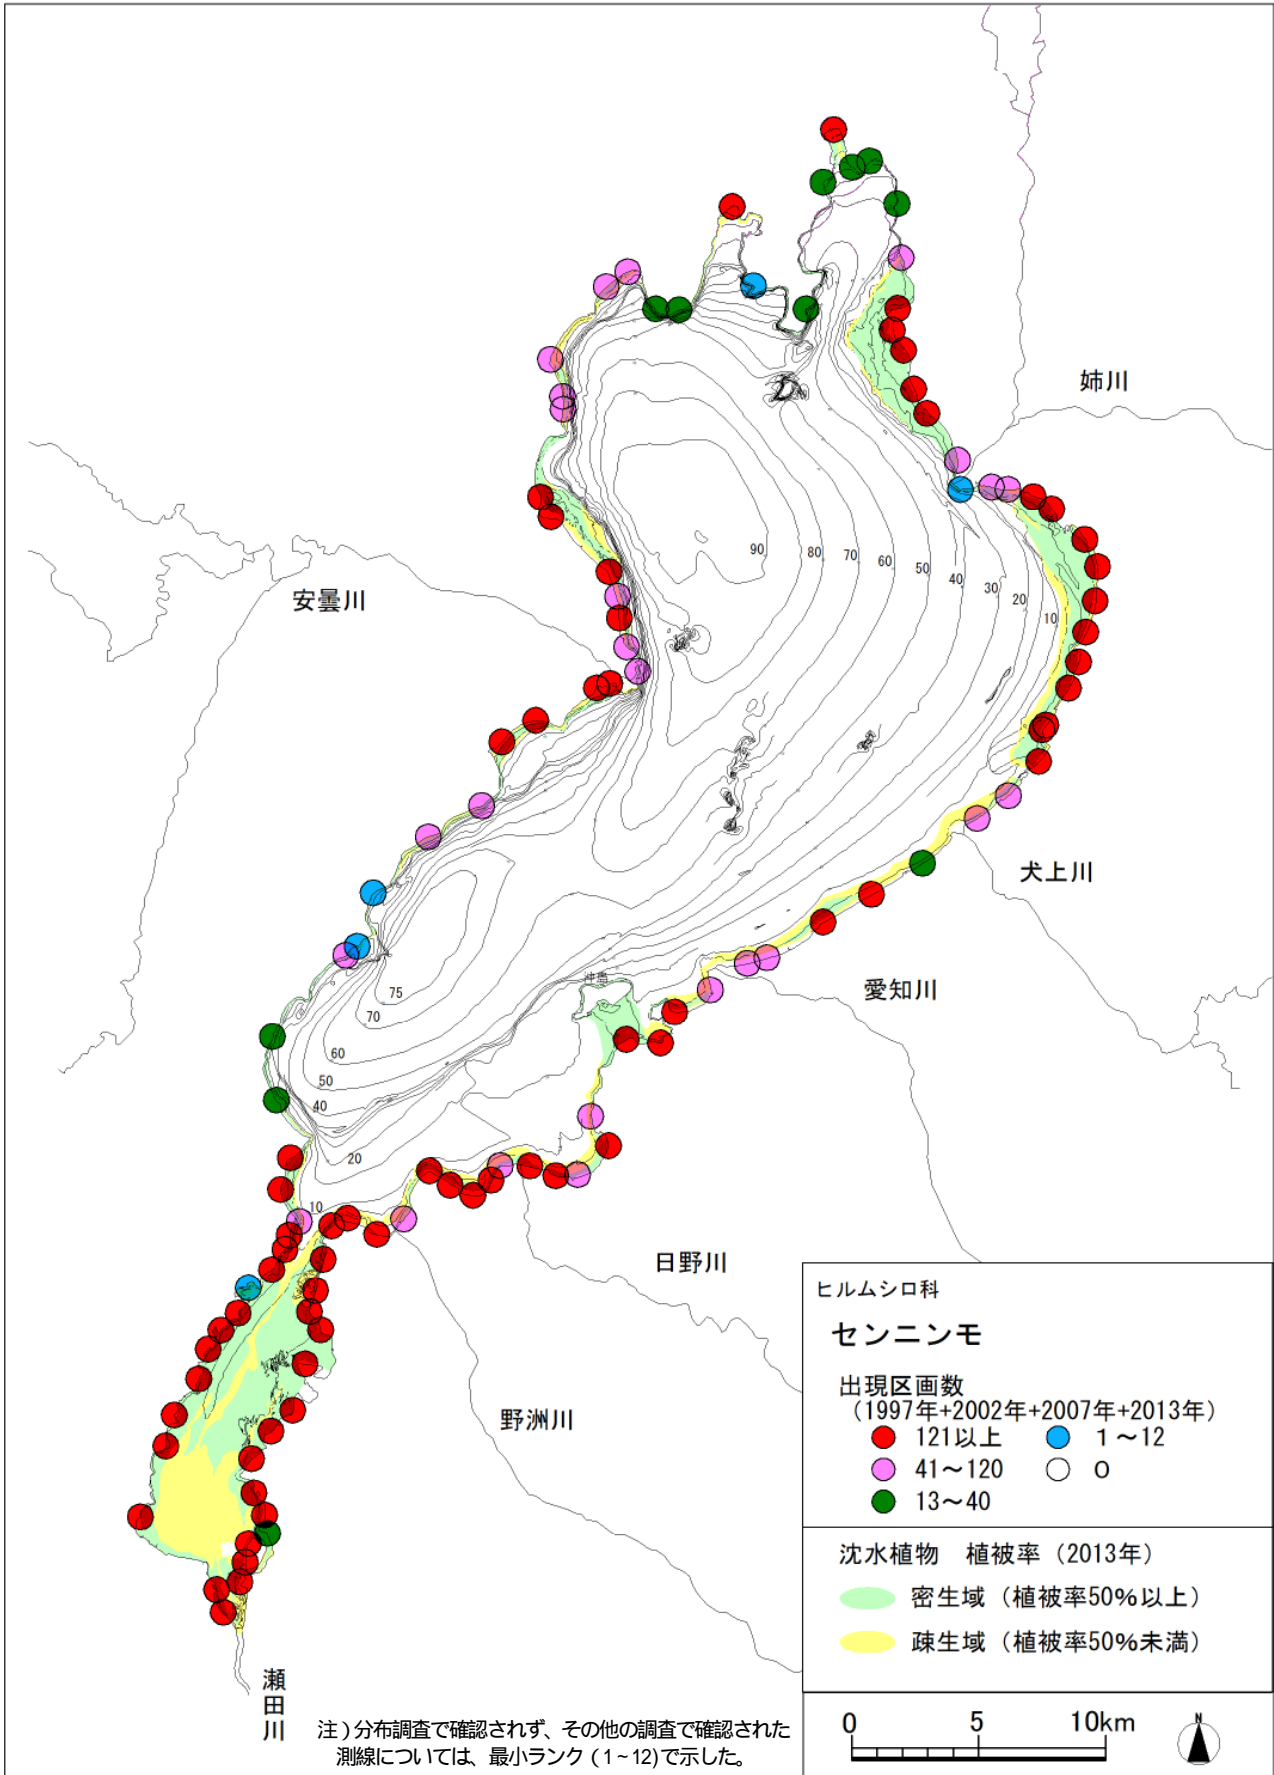 姉川
90
80
70
60
50
40
30
20
10
安曇川
犬上川
沖島
愛知川
75
70
60
50
40
20
10
日野川
野洲川
瀬田川
ヒルムシロ科
センニンモ
出現区画数
(1997年+2002年+2007年+2013年)
121以上
1～12
41～120
0
13～40
沈水植物 植被率(2013年)
密生域(植被率50%以上)
疎生域(植被率50%未満)
0 5 10km
N
注)分布調査で確認されず、その他の調査で確認された
測線については、最小ランク(1~12)で示した。